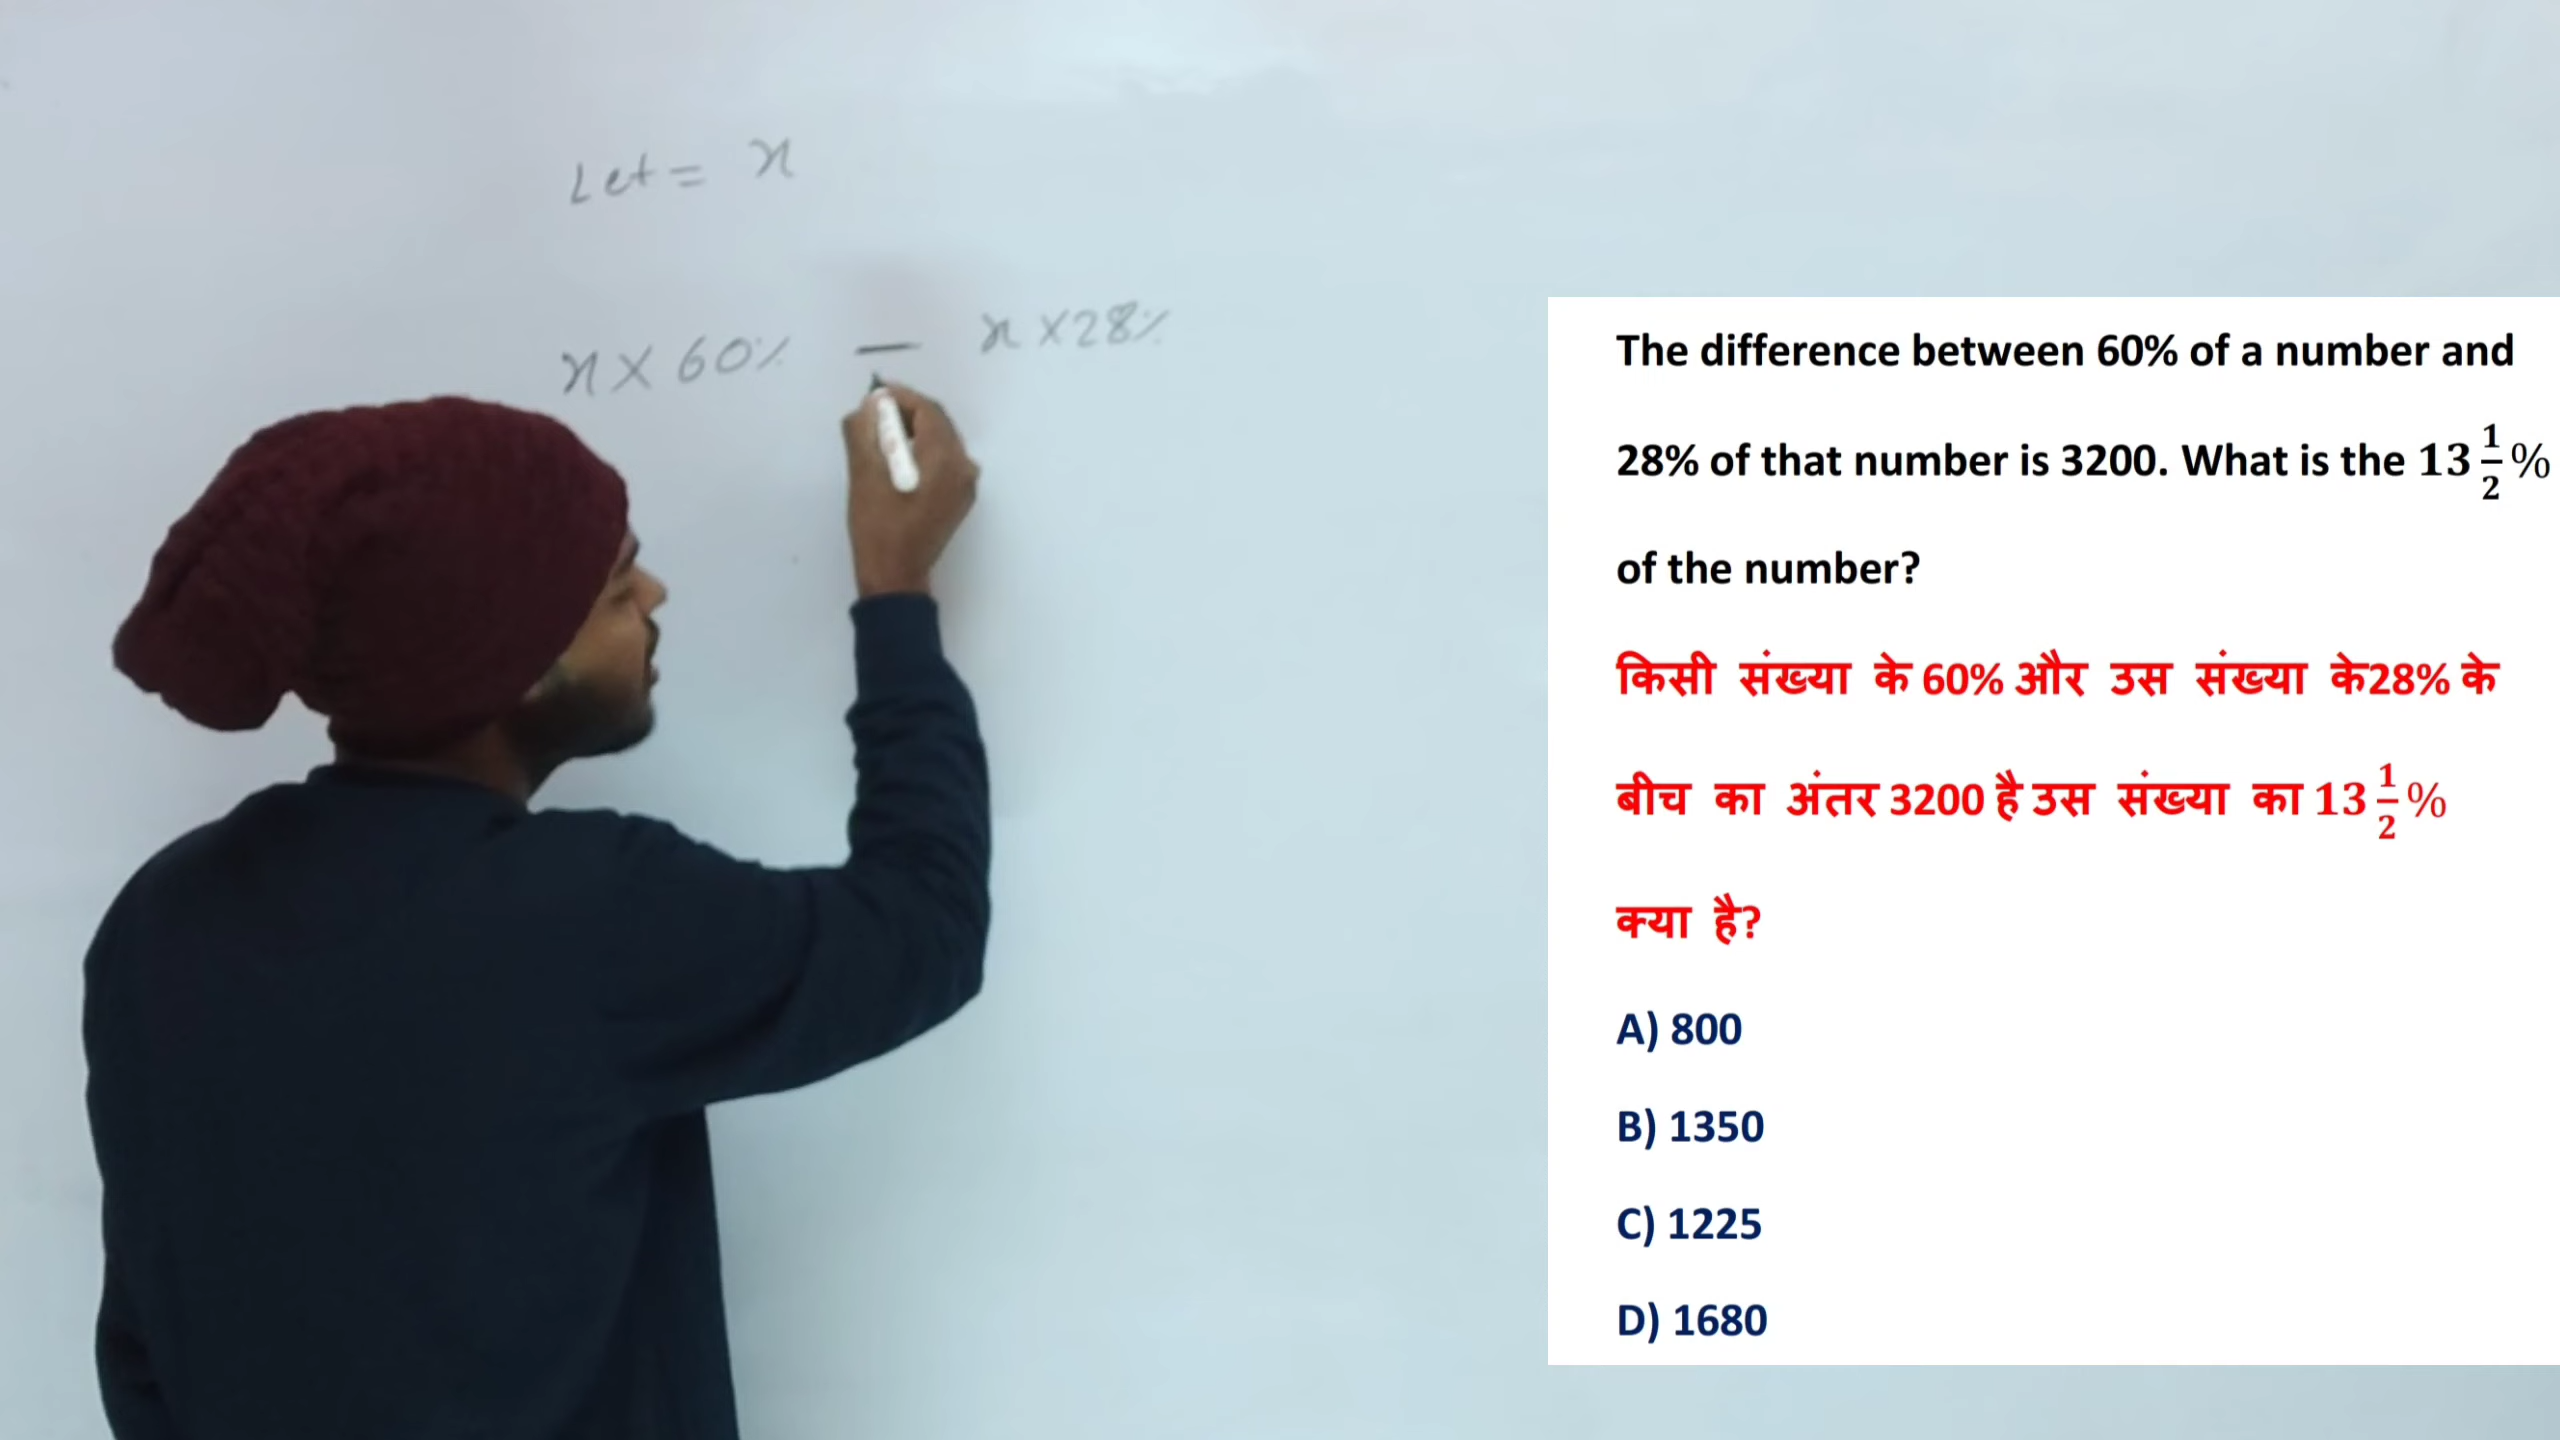 Let = x
x × 60% — x × 28%
The difference between 60% of a number and
28% of that number is 3200. What is the 13 1/2 %
of the number?
किसी संख्या के 60% और उस संख्या के28% के
बीच का अंतर 3200 है उस संख्या का 13 1/2 %
क्या है?
A) 800
B) 1350
C) 1225
D) 1680